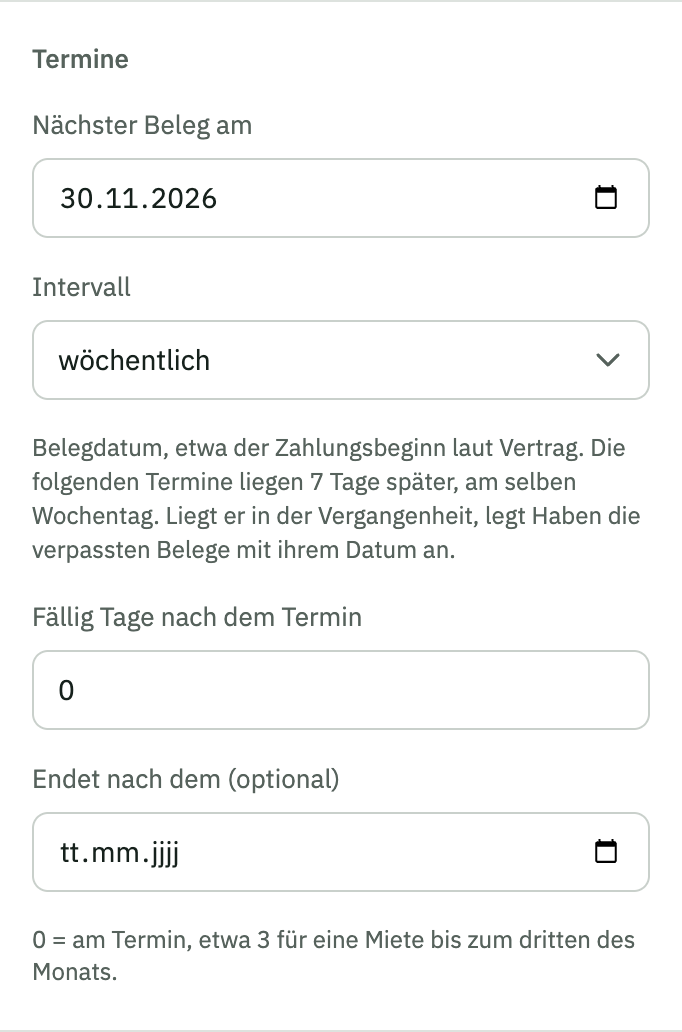 Termine
Nächster Beleg am
30.11.2026
Intervall
wöchentlich
Belegdatum, etwa der Zahlungsbeginn laut Vertrag. Die
folgenden Termine liegen 7 Tage später, am selben
Wochentag. Liegt er in der Vergangenheit, legt Haben die
verpassten Belege mit ihrem Datum an.
Fällig Tage nach dem Termin
0
Endet nach dem (optional)
tt.mm.jjjj
0 = am Termin, etwa 3 für eine Miete bis zum dritten des
Monats.